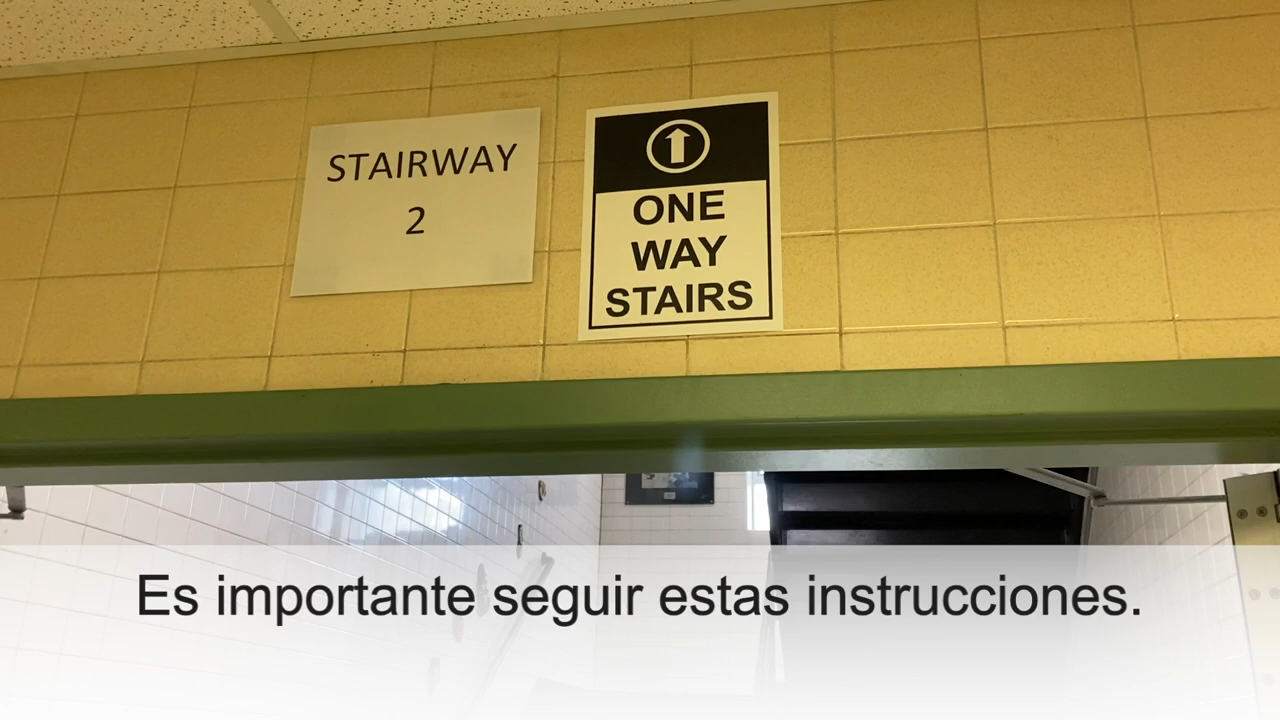 STAIRWAY
2
ONE
WAY
STAIRS
Es importante seguir estas instrucciones.